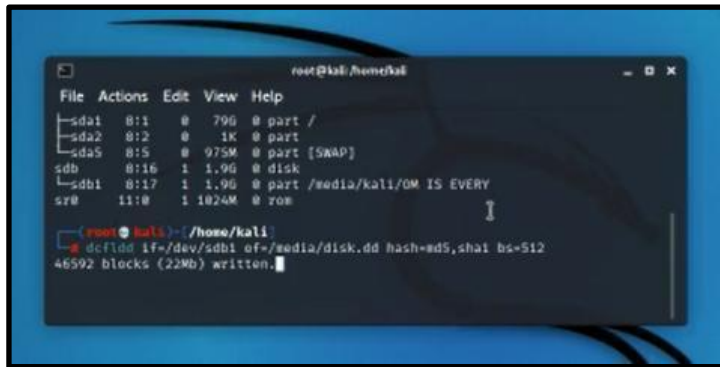 root@kali: /home/kali
File Actions Edit View Help
├─sda1 8:1 0 79G 0 part /
├─sda2 8:2 0 1K 0 part
└─sda5 8:5 0 975M 0 part [SWAP]
sdb 8:16 1 1.9G 0 disk
└─sdb1 8:17 1 1.9G 0 part /media/kali/OM IS EVERY
sr0 11:0 1 1024M 0 rom
┌──(root💀kali)-[/home/kali]
└─# dcfldd if=/dev/sdb1 of=/media/disk.dd hash=md5,sha1 bs=512
46592 blocks (22Mb) written.